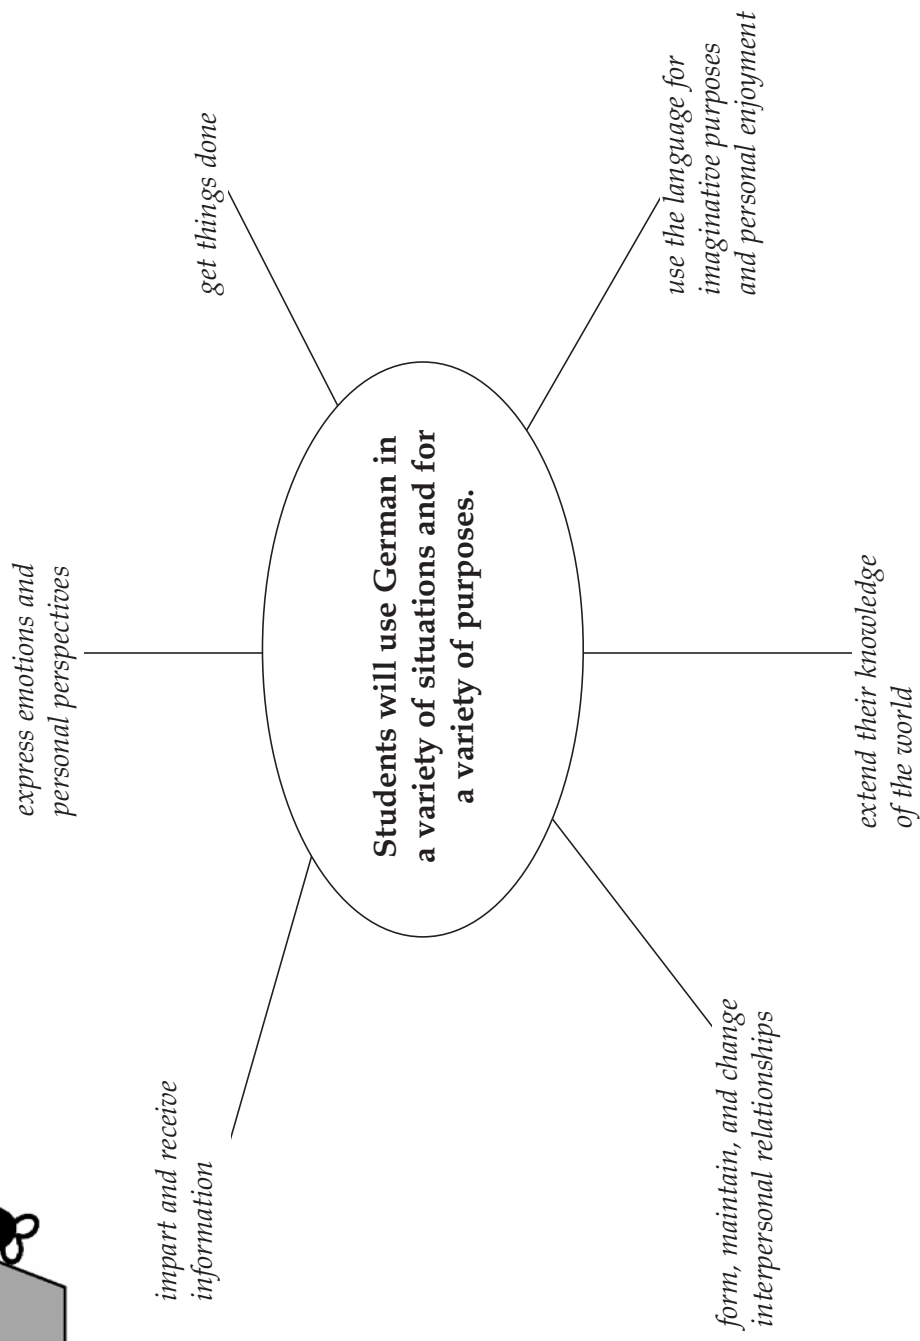 express emotions and
personal perspectives
impart and receive
information
get things done
Students will use German in
a variety of situations and for
a variety of purposes.
form, maintain, and change
interpersonal relationships
use the language for
imaginative purposes
and personal enjoyment
extend their knowledge
of the world